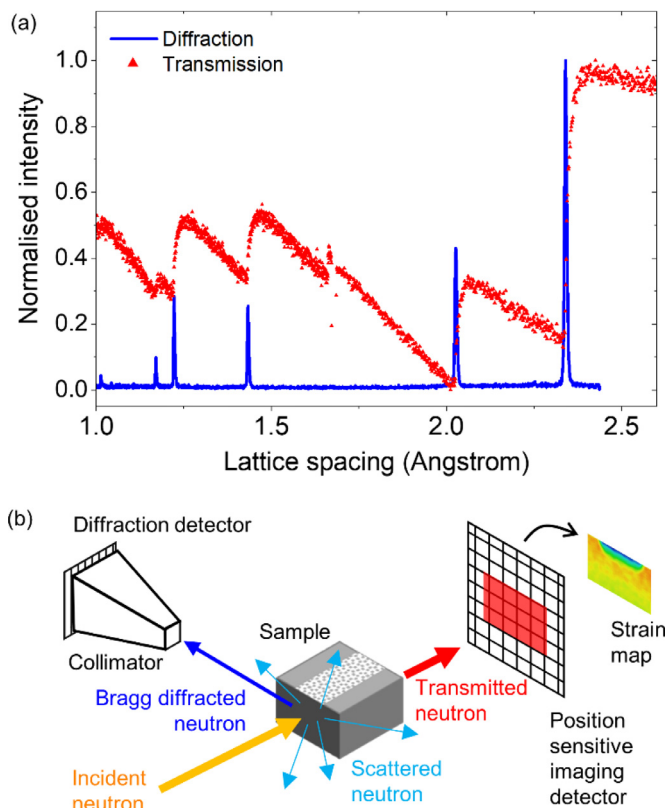 (a)
Diffraction
Transmission
Normalised intensity
1.0
0.8
0.6
0.4
0.2
0.0
1.0
1.5
2.0
2.5
Lattice spacing (Angstrom)
(b)
Diffraction detector
Collimator
Sample
Bragg diffracted
neutron
Incident
neutron
Scattered
neutron
Transmitted
neutron
Strain
map
Position
sensitive
imaging
detector